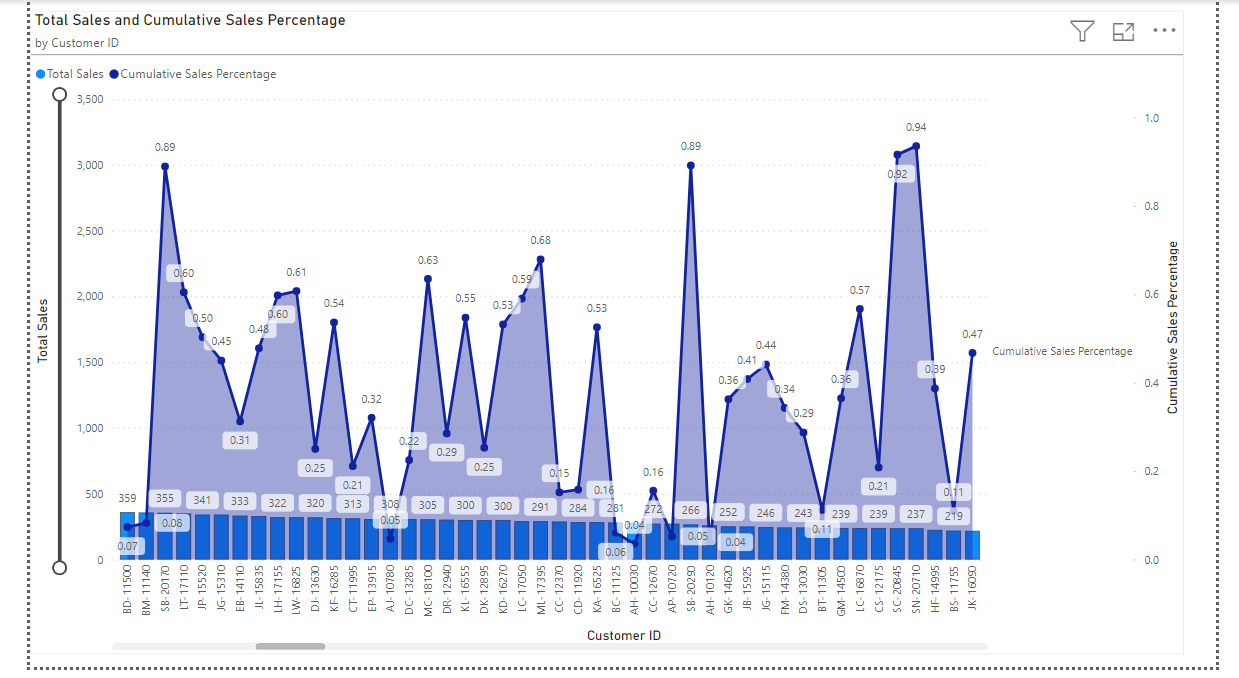 Total Sales and Cumulative Sales Percentage
by Customer ID
Total Sales Cumulative Sales Percentage
3,500
3,000
2,500
2,000
1,500
1,000
500
0
Total Sales
1.0
0.8
0.6
0.4
0.2
0.0
Cumulative Sales Percentage
Cumulative Sales Percentage
0.07
0.08
0.89
0.60
0.50
0.45
0.31
0.48
0.60
0.61
0.25
0.54
0.21
0.32
0.05
0.22
0.63
0.29
0.55
0.25
0.53
0.59
0.68
0.15
0.16
0.53
0.06
0.04
0.16
0.05
0.89
0.04
0.36
0.41
0.44
0.34
0.29
0.11
0.36
0.57
0.21
0.92
0.94
0.39
0.11
0.47
359 355 341 333 322 320 313 308 305 300 300 291 284 281 272 266 252 246 243 239 239 237 219
BD-11500
BM-11140
SB-20170
LT-17110
JP-15520
JG-15310
EB-14110
JL-15835
LH-17155
LW-16825
DJ-13630
KF-16285
CT-11995
EP-13915
AJ-10780
DC-13285
MC-18100
DR-12940
KL-16555
DK-12895
KD-16270
LC-17050
ML-17395
CC-12370
CD-11920
KA-16525
BC-11125
AH-10030
CC-12670
AP-10720
SB-20290
AH-10120
GK-14620
JB-15925
JG-15115
FM-14380
DS-13030
BT-11305
GM-14500
LC-16870
CS-12175
SC-20845
SN-20710
HF-14995
BS-11755
JK-16090
Customer ID